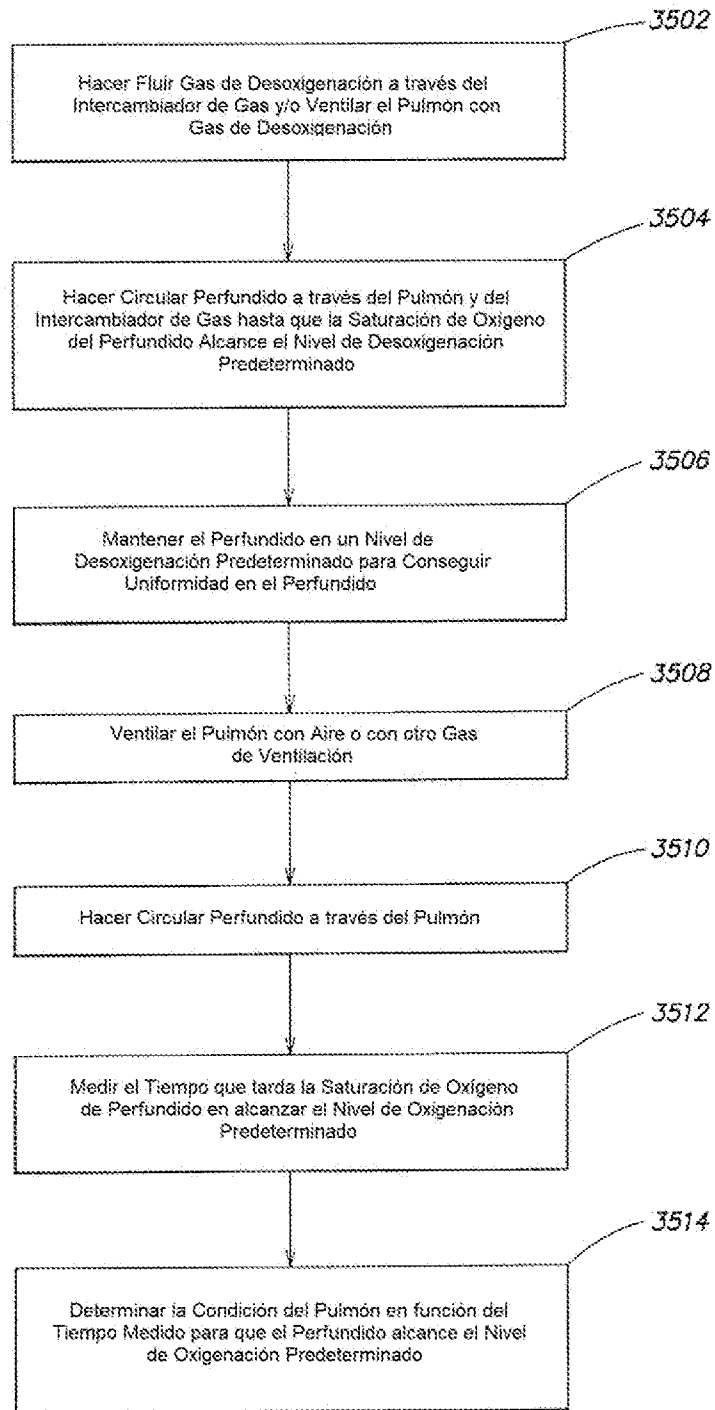 3502
Hacer Fluir Gas de Desoxigenación a través del
Intercambiador de Gas y/o Ventilar el Pulmón con
Gas de Desoxigenación
3504
Hacer Circular Perfundido a través del Pulmón y del
Intercambiador de Gas hasta que la Saturación de Oxígeno
del Perfundido Alcance el Nivel de Desoxigenación
Predeterminado
3506
Mantener el Perfundido en un Nivel de
Desoxigenación Predeterminado para Conseguir
Uniformidad en el Perfundido
3508
Ventilar el Pulmón con Aire o con otro Gas
de Ventilación
3510
Hacer Circular Perfundido a través del Pulmón
3512
Medir el Tiempo que tarda la Saturación de Oxígeno
de Perfundido en alcanzar el Nivel de Oxigenación
Predeterminado
3514
Determinar la Condición del Pulmón en función del
Tiempo Medido para que el Perfundido alcance el Nivel
de Oxigenación Predeterminado